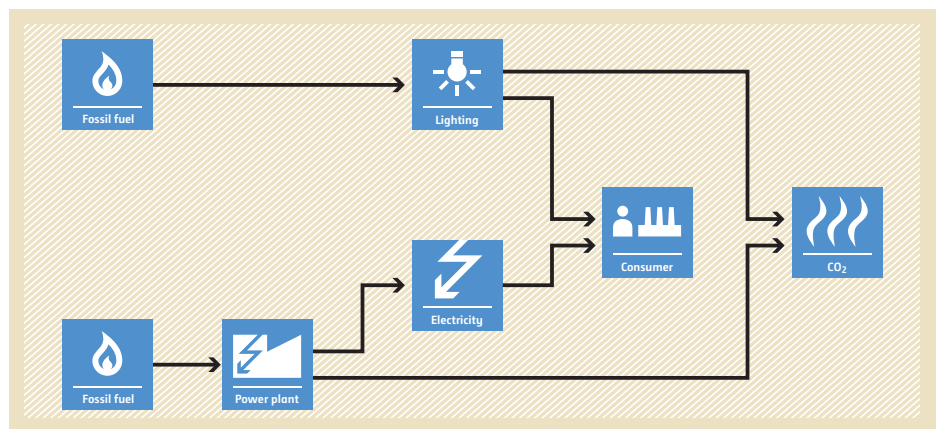 Fossil fuel
Lighting
Consumer
CO₂
Electricity
Fossil fuel
Power plant